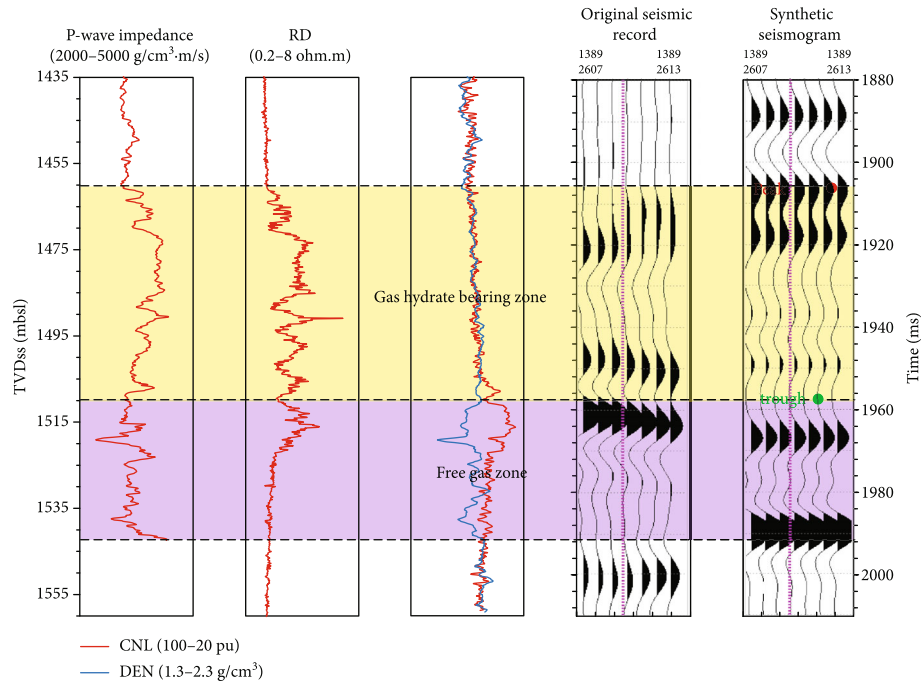 P-wave impedance
(2000–5000 g/cm³·m/s)
RD
(0.2–8 ohm.m)
Original seismic
record
Synthetic
seismogram
1389
1389
1389
1389
2607
2613
2607
2613
1435
1455
1475
1495
1515
1535
1555
TVDss (mbsl)
Gas hydrate bearing zone
Free gas zone
trough
1880
1900
1920
1940
1960
1980
2000
Time (ms)
CNL (100–20 pu)
DEN (1.3–2.3 g/cm³)